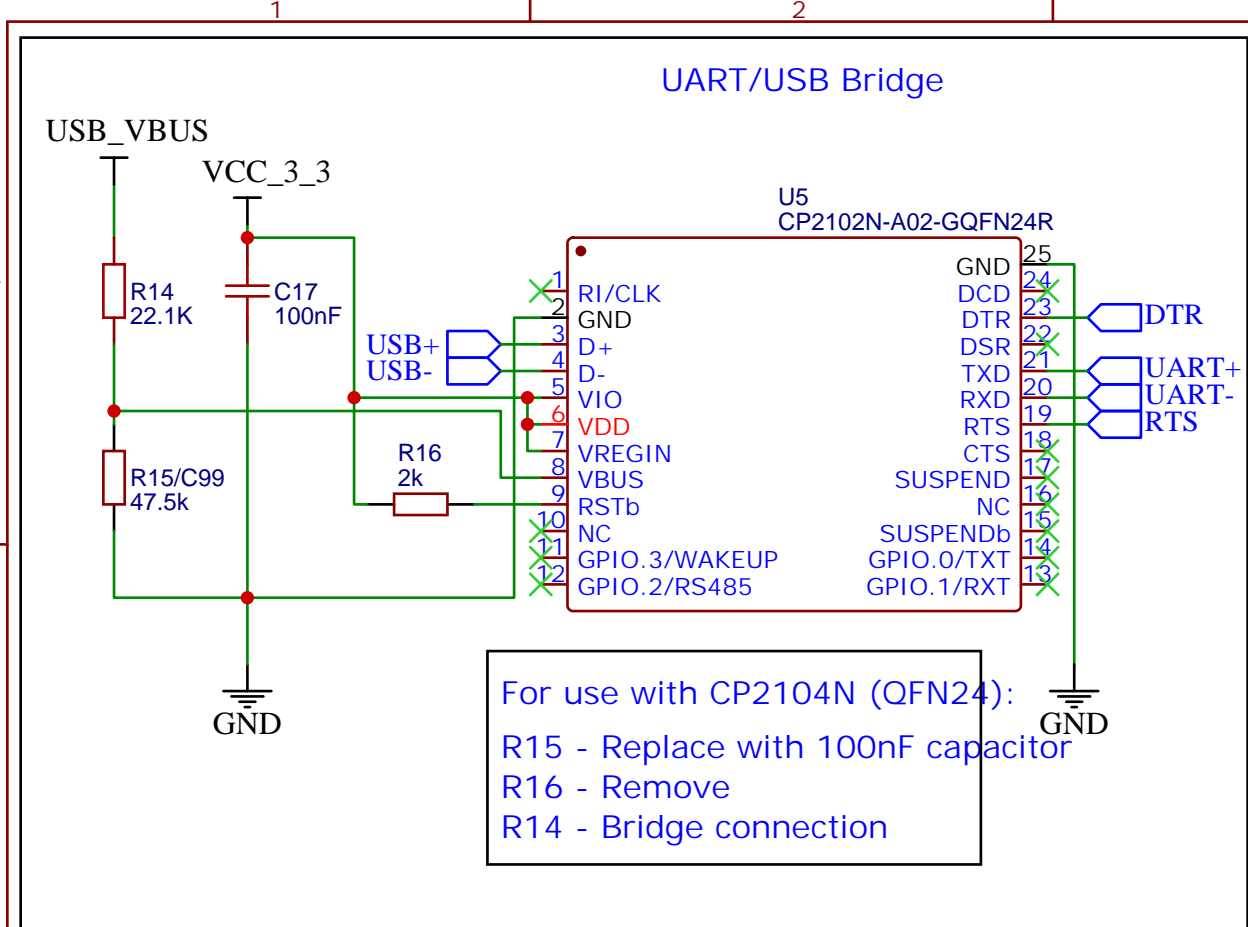 1
2
UART/USB Bridge
USB_VBUS
VCC_3_3
R14
22.1K
C17
100nF
R15/C99
47.5k
GND
R16
2k
USB+
USB-
U5
CP2102N-A02-GQFN24R
1 RI/CLK
2 GND
3 D+
4 D-
5 VIO
6 VDD
7 VREGIN
8 VBUS
9 RSTb
10 NC
11 GPIO.3/WAKEUP
12 GPIO.2/RS485
GND 25
DCD 24
DTR 23
DSR 22
TXD 21
RXD 20
RTS 19
CTS 18
SUSPEND 17
NC 16
SUSPENDb 15
GPIO.0/TXT 14
GPIO.1/RXT 13
DTR
UART+
UART-
RTS
GND
For use with CP2104N (QFN24):
R15 - Replace with 100nF capacitor
R16 - Remove
R14 - Bridge connection